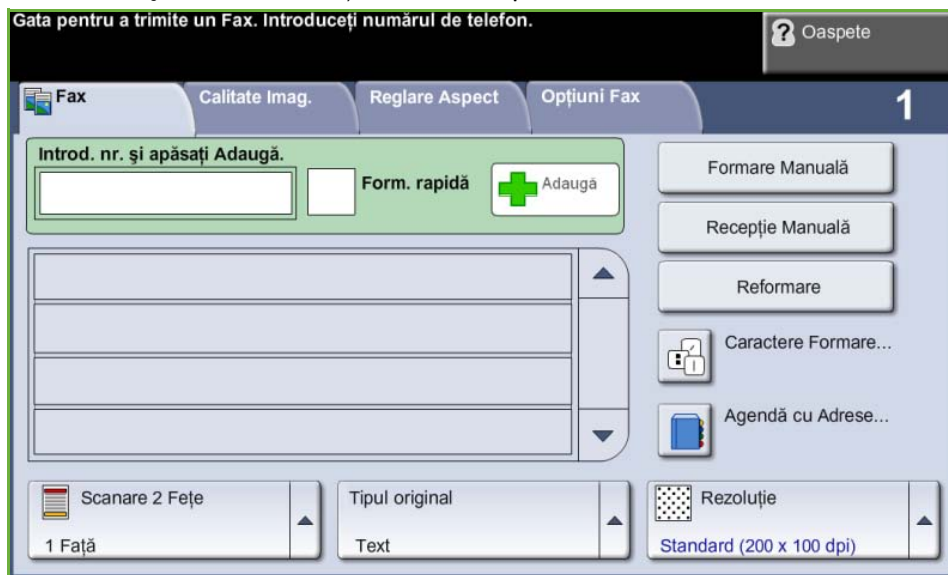 Gata pentru a trimite un Fax. Introduceți numărul de telefon.
? Oaspete
Fax
Calitate Imag.
Reglare Aspect
Opțiuni Fax
1
Introd. nr. și apăsați Adaugă.
Form. rapidă
Adaugă
Formare Manuală
Recepție Manuală
Reformare
Caractere Formare...
Agendă cu Adrese...
Scanare 2 Fețe
1 Față
Tipul original
Text
Rezoluție
Standard (200 x 100 dpi)